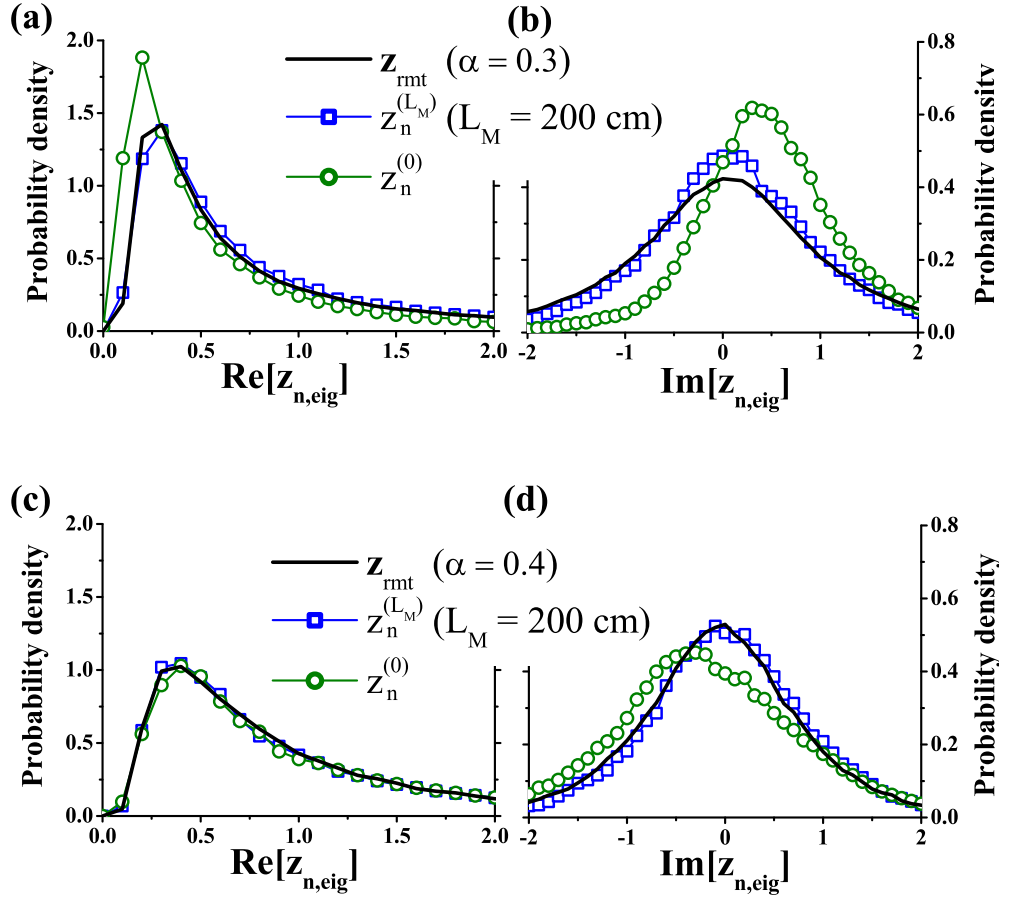 (a)
(b)
Probability density
2.0
1.5
1.0
0.5
0.0
z_rmt (α = 0.3)
z_n^(L_M) (L_M = 200 cm)
z_n^(0)
0.0 0.5 1.0 1.5 2.0
Re[z_n,eig]
0.8
0.6
0.4
0.2
0.0
Probability density
-2 -1 0 1 2
Im[z_n,eig]
(c)
(d)
Probability density
2.0
1.5
1.0
0.5
0.0
z_rmt (α = 0.4)
z_n^(L_M) (L_M = 200 cm)
z_n^(0)
0.0 0.5 1.0 1.5 2.0
Re[z_n,eig]
0.8
0.6
0.4
0.2
0.0
Probability density
-2 -1 0 1 2
Im[z_n,eig]